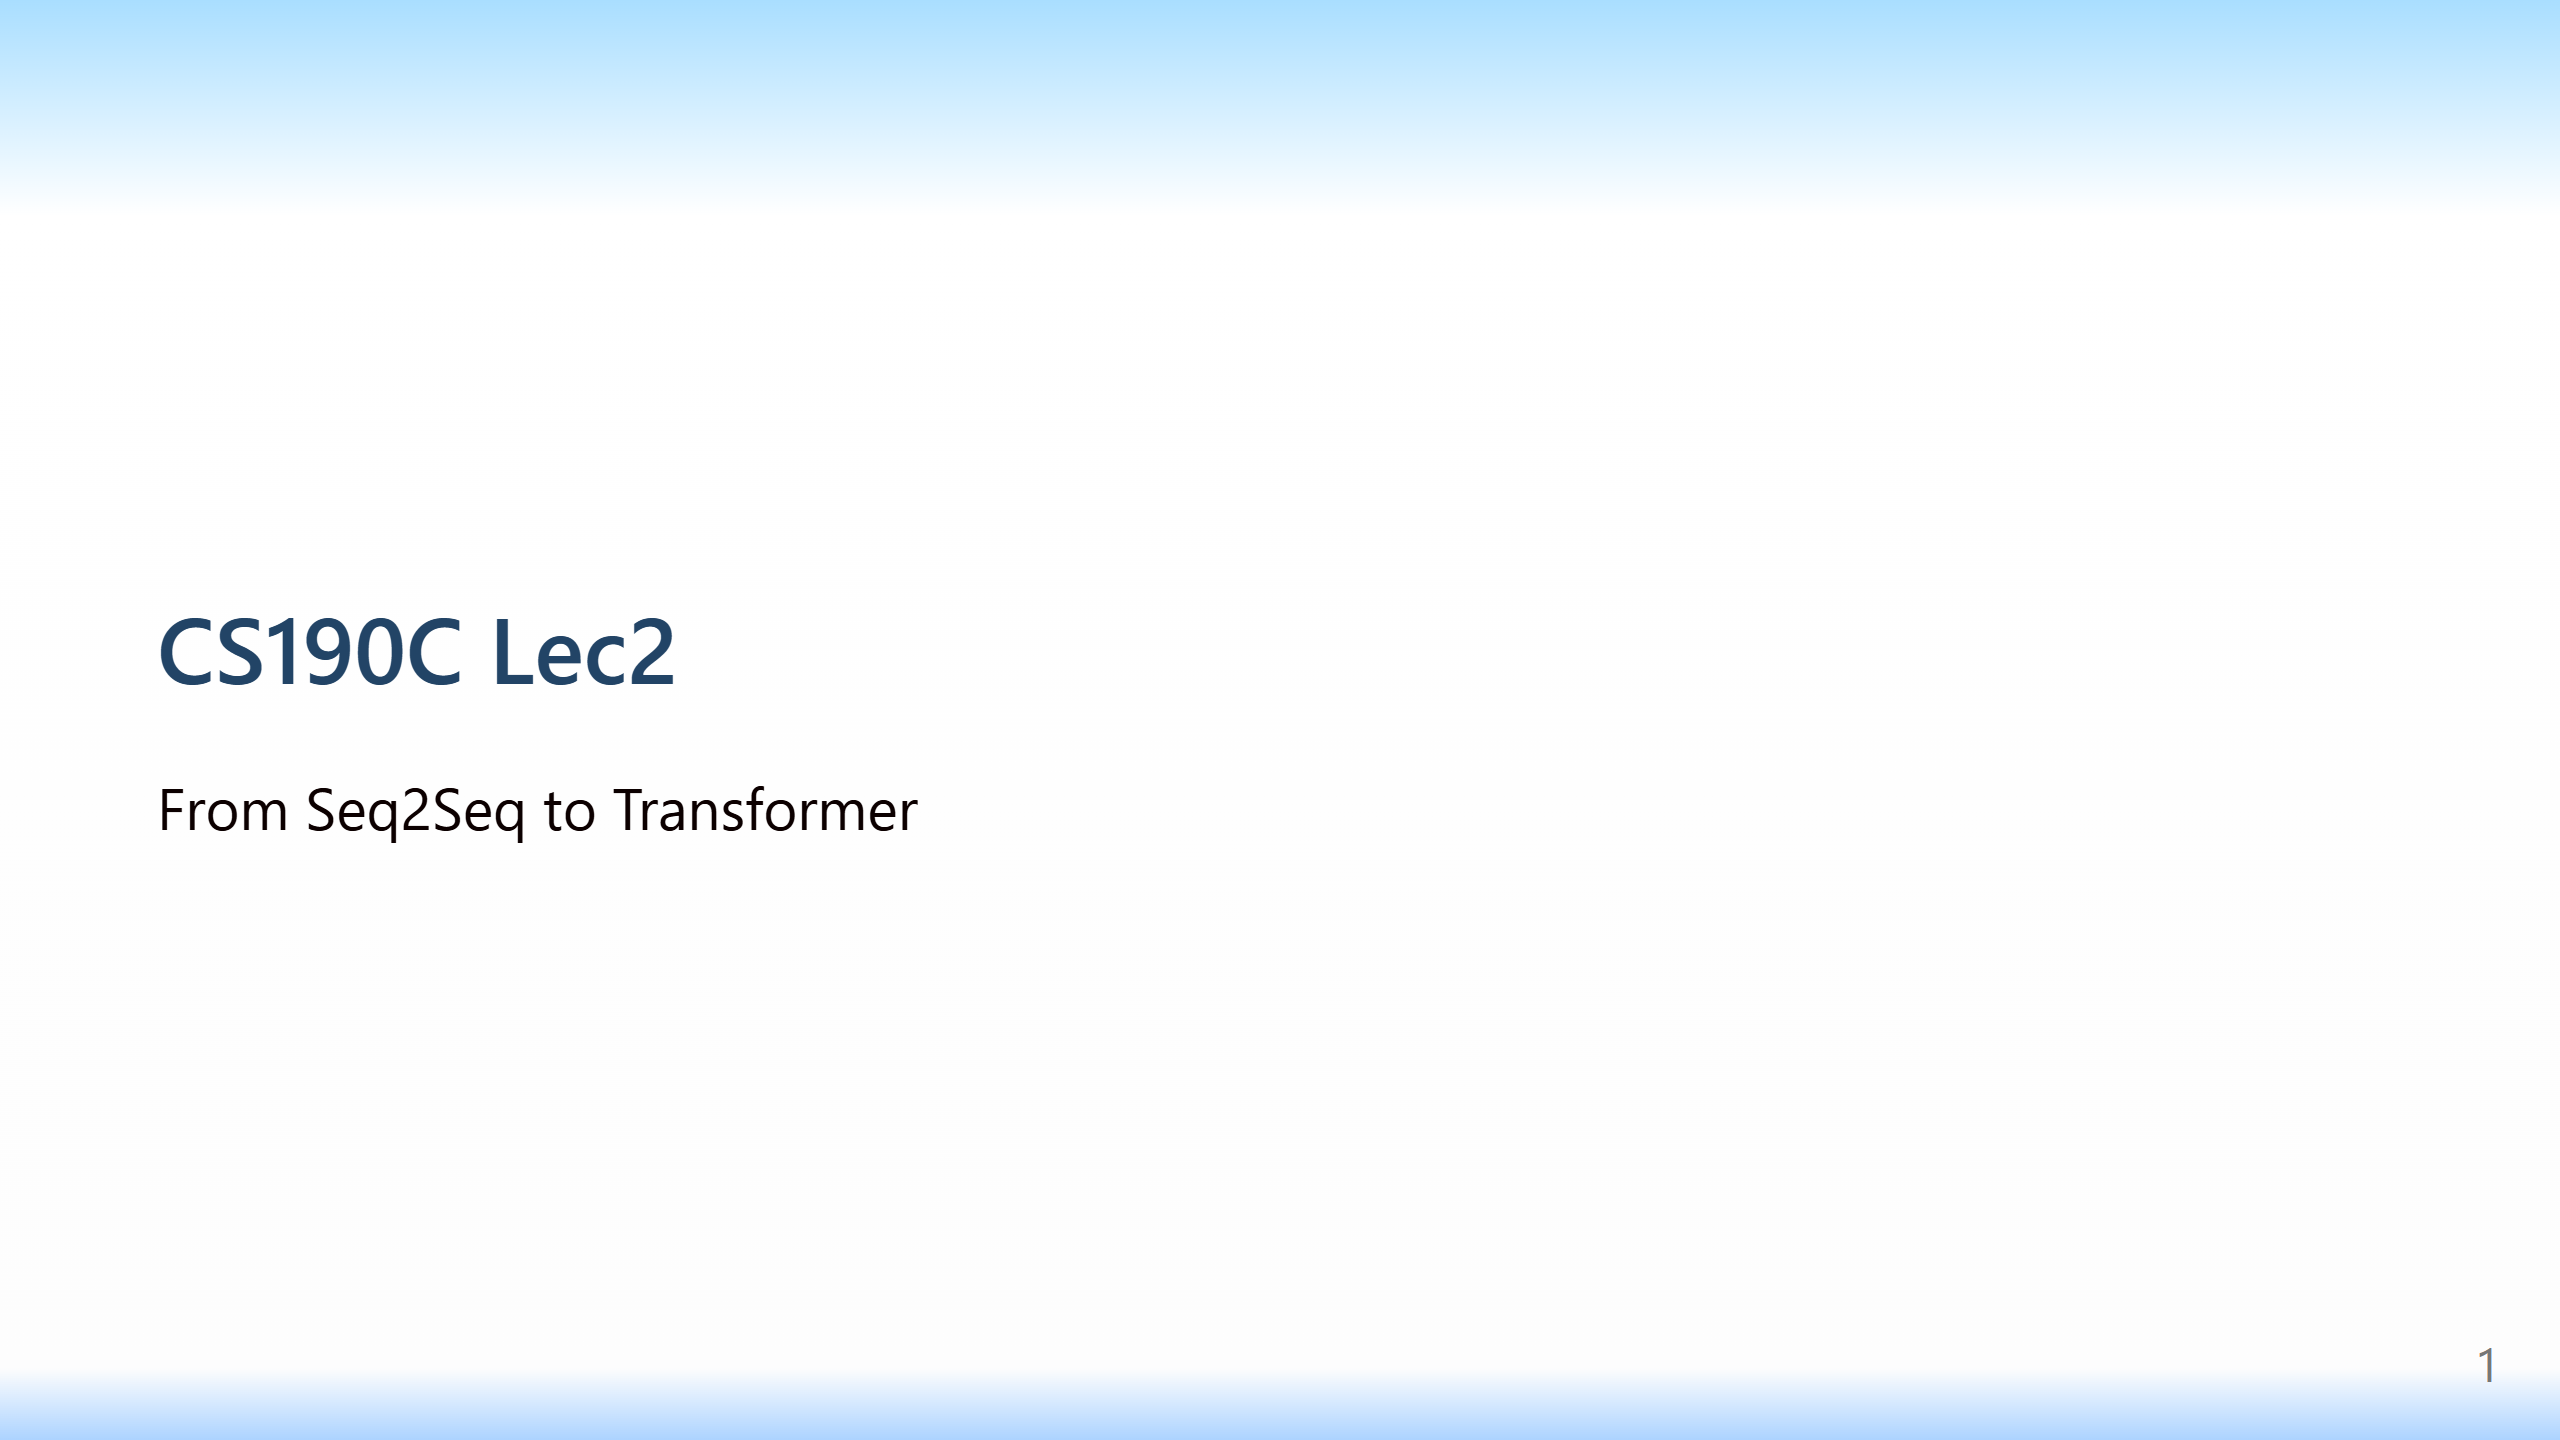 CS190C Lec2
From Seq2Seq to Transformer
1